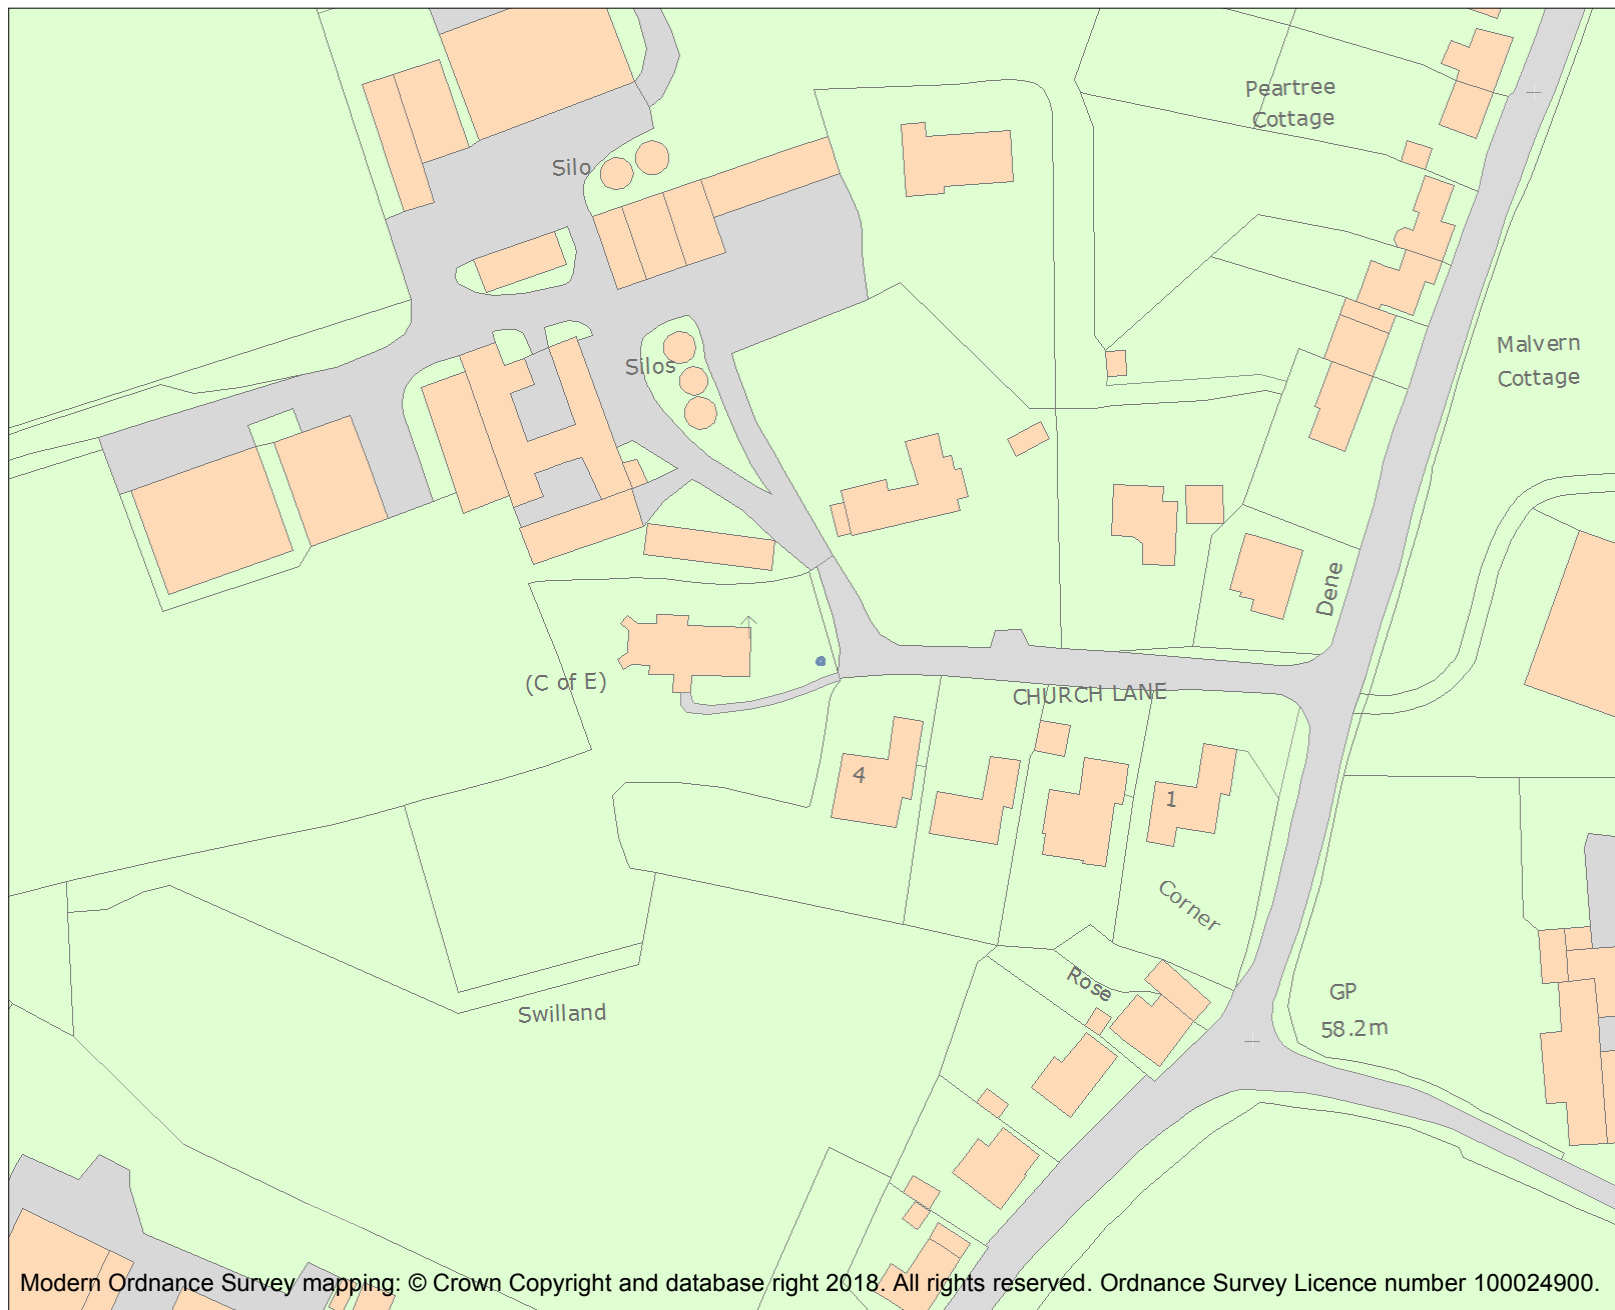 Peartree
Cottage
Silo
Malvern
Cottage
Silos
Dene
(C of E)
CHURCH LANE
4
1
Corner
Rose
GP
58.2m
Swilland
Modern Ordnance Survey mapping: © Crown Copyright and database right 2018. All rights reserved. Ordnance Survey Licence number 100024900.